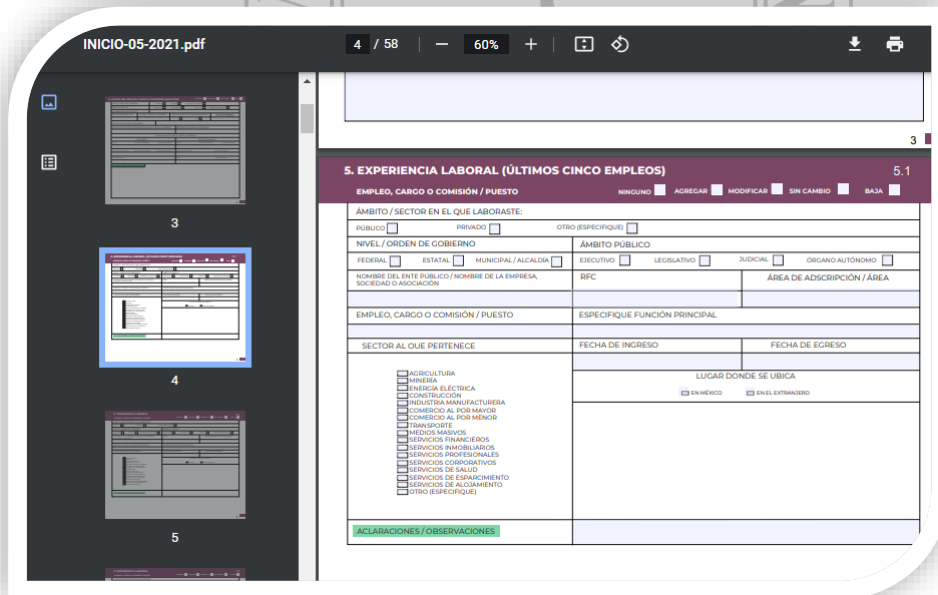 INICIO-05-2021.pdf
4 / 58
60%
3
4
5
3
5. EXPERIENCIA LABORAL (ÚLTIMOS CINCO EMPLEOS)
5.1
EMPLEO, CARGO O COMISIÓN / PUESTO
NINGUNO AGREGAR MODIFICAR SIN CAMBIO BAJA
ÁMBITO / SECTOR EN EL QUE LABORASTE:
PÚBLICO PRIVADO OTRO (ESPECIFIQUE)
NIVEL / ORDEN DE GOBIERNO ÁMBITO PÚBLICO
FEDERAL ESTATAL MUNICIPAL / ALCALDÍA EJECUTIVO LEGISLATIVO JUDICIAL ÓRGANO AUTÓNOMO
NOMBRE DEL ENTE PÚBLICO / NOMBRE DE LA EMPRESA,
SOCIEDAD O ASOCIACIÓN
RFC
ÁREA DE ADSCRIPCIÓN / ÁREA
EMPLEO, CARGO O COMISIÓN / PUESTO ESPECIFIQUE FUNCIÓN PRINCIPAL
SECTOR AL QUE PERTENECE FECHA DE INGRESO FECHA DE EGRESO
LUGAR DONDE SE UBICA
EN MÉXICO EN EL EXTRANJERO
AGRICULTURA
MINERÍA
ENERGÍA ELÉCTRICA
CONSTRUCCIÓN
INDUSTRIA MANUFACTURERA
COMERCIO AL POR MAYOR
COMERCIO AL POR MENOR
TRANSPORTE
MEDIOS MASIVOS
SERVICIOS FINANCIEROS
SERVICIOS INMOBILIARIOS
SERVICIOS PROFESIONALES
SERVICIOS CORPORATIVOS
SERVICIOS DE SALUD
SERVICIOS DE ESPARCIMIENTO
SERVICIOS DE ALOJAMIENTO
OTRO (ESPECIFIQUE)
ACLARACIONES / OBSERVACIONES